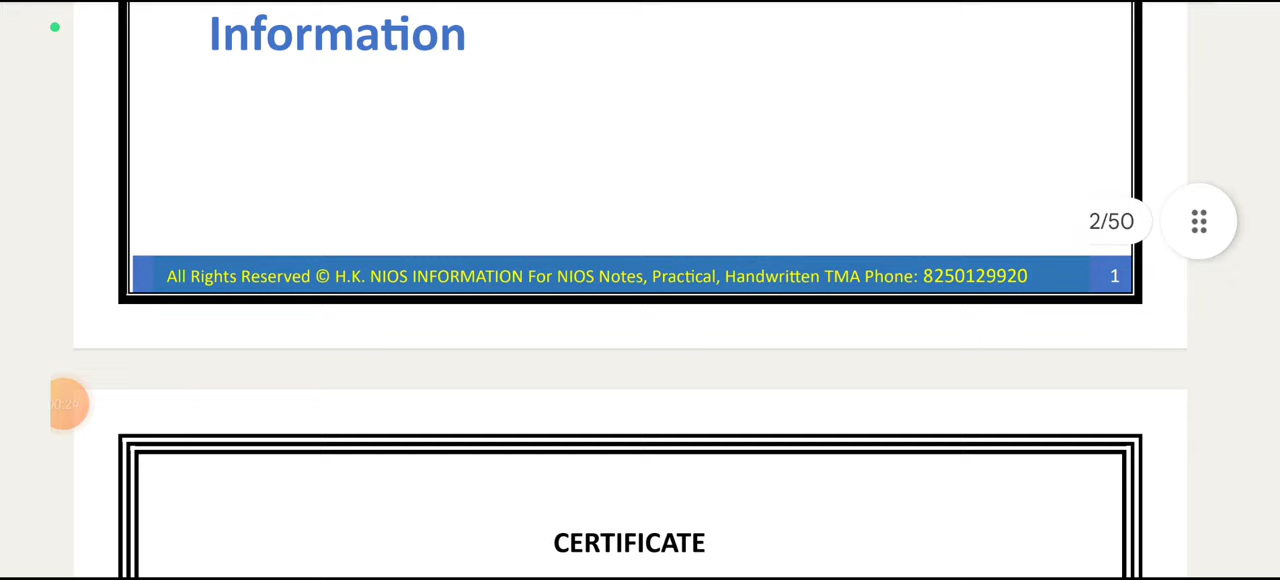 Information
2/50
All Rights Reserved © H.K. NIOS INFORMATION For NIOS Notes, Practical, Handwritten TMA Phone: 8250129920 1
CERTIFICATE